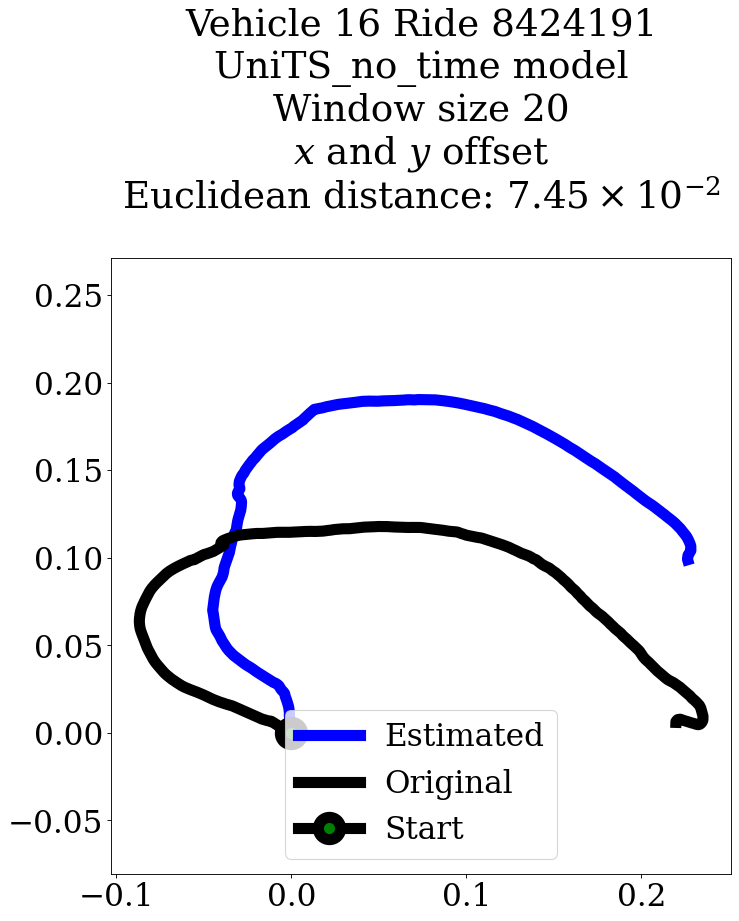 Vehicle 16 Ride 8424191
UniTS_no_time model
Window size 20
x and y offset
Euclidean distance: 7.45 × 10⁻²
0.25
0.20
0.15
0.10
0.05
0.00
−0.05
Estimated
Original
Start
−0.1 0.0 0.1 0.2